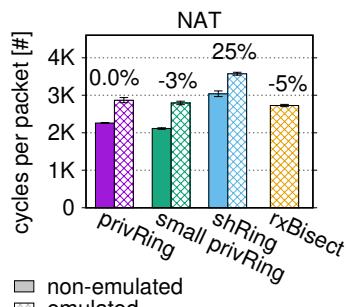 NAT
cycles per packet [#]
4K
3K
2K
1K
0
0.0%
-3%
25%
-5%
privRing
small privRing
shRing
rxBisect
non-emulated
emulated